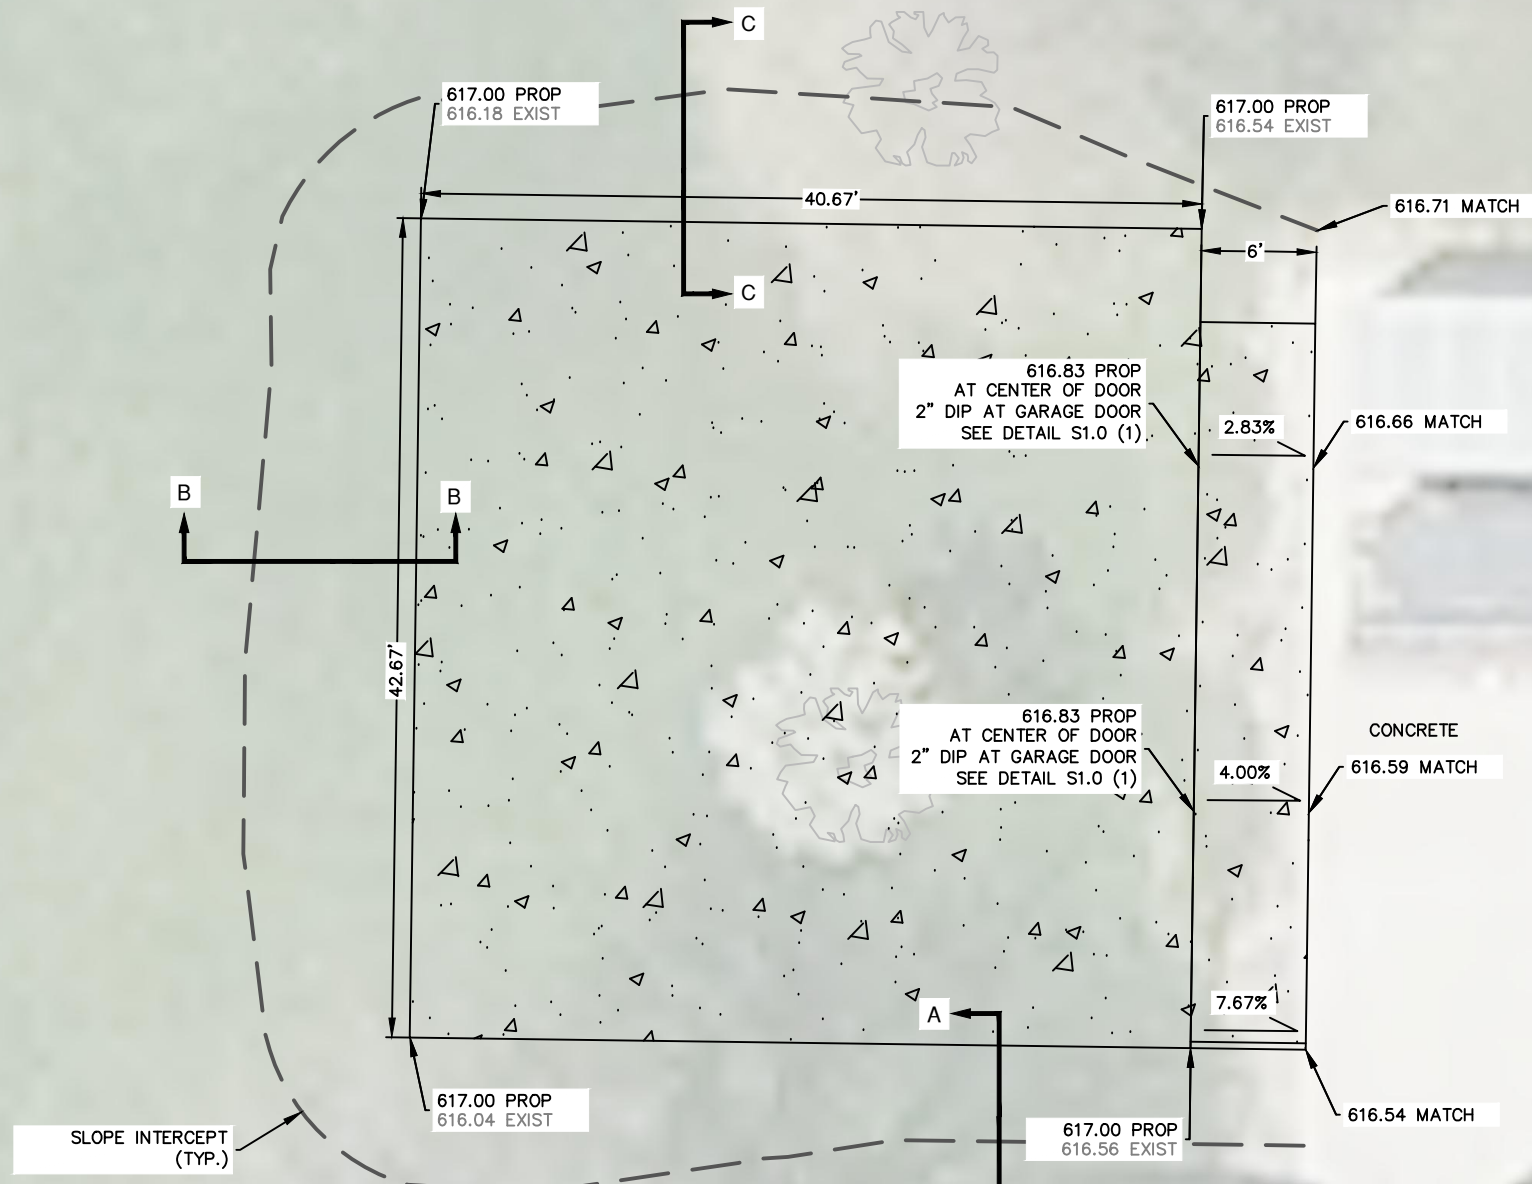 C
617.00 PROP
616.18 EXIST
617.00 PROP
616.54 EXIST
40.67'
616.71 MATCH
6'
C
616.83 PROP
AT CENTER OF DOOR
2" DIP AT GARAGE DOOR
SEE DETAIL S1.0 (1)
2.83%
616.66 MATCH
B
B
42.67'
616.83 PROP
AT CENTER OF DOOR
2" DIP AT GARAGE DOOR
SEE DETAIL S1.0 (1)
CONCRETE
4.00%
616.59 MATCH
7.67%
A
617.00 PROP
616.04 EXIST
616.54 MATCH
SLOPE INTERCEPT
(TYP.)
617.00 PROP
616.56 EXIST